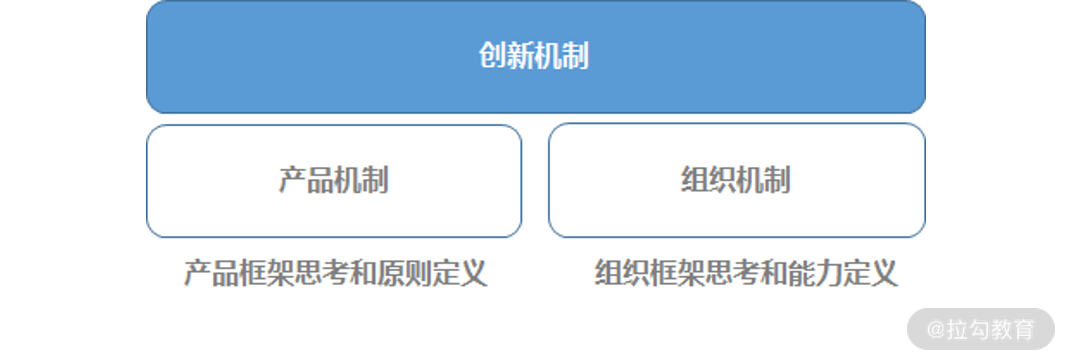 创新机制
产品机制
组织机制
产品框架思考和原则定义
组织框架思考和能力定义
@拉勾教育